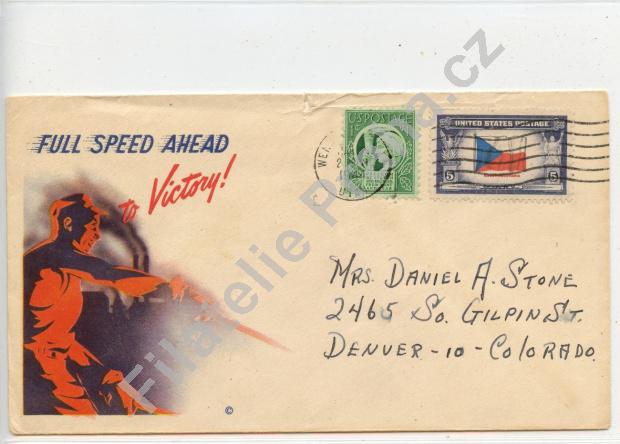 FULL SPEED AHEAD
to Victory!
U.S. POSTAGE
UNITED STATES POSTAGE
5 5
MRS. DANIEL A. STONE
2465 SO. GILPIN ST.
DENVER-10-COLORADO.
©
Filatelie Praha.cz